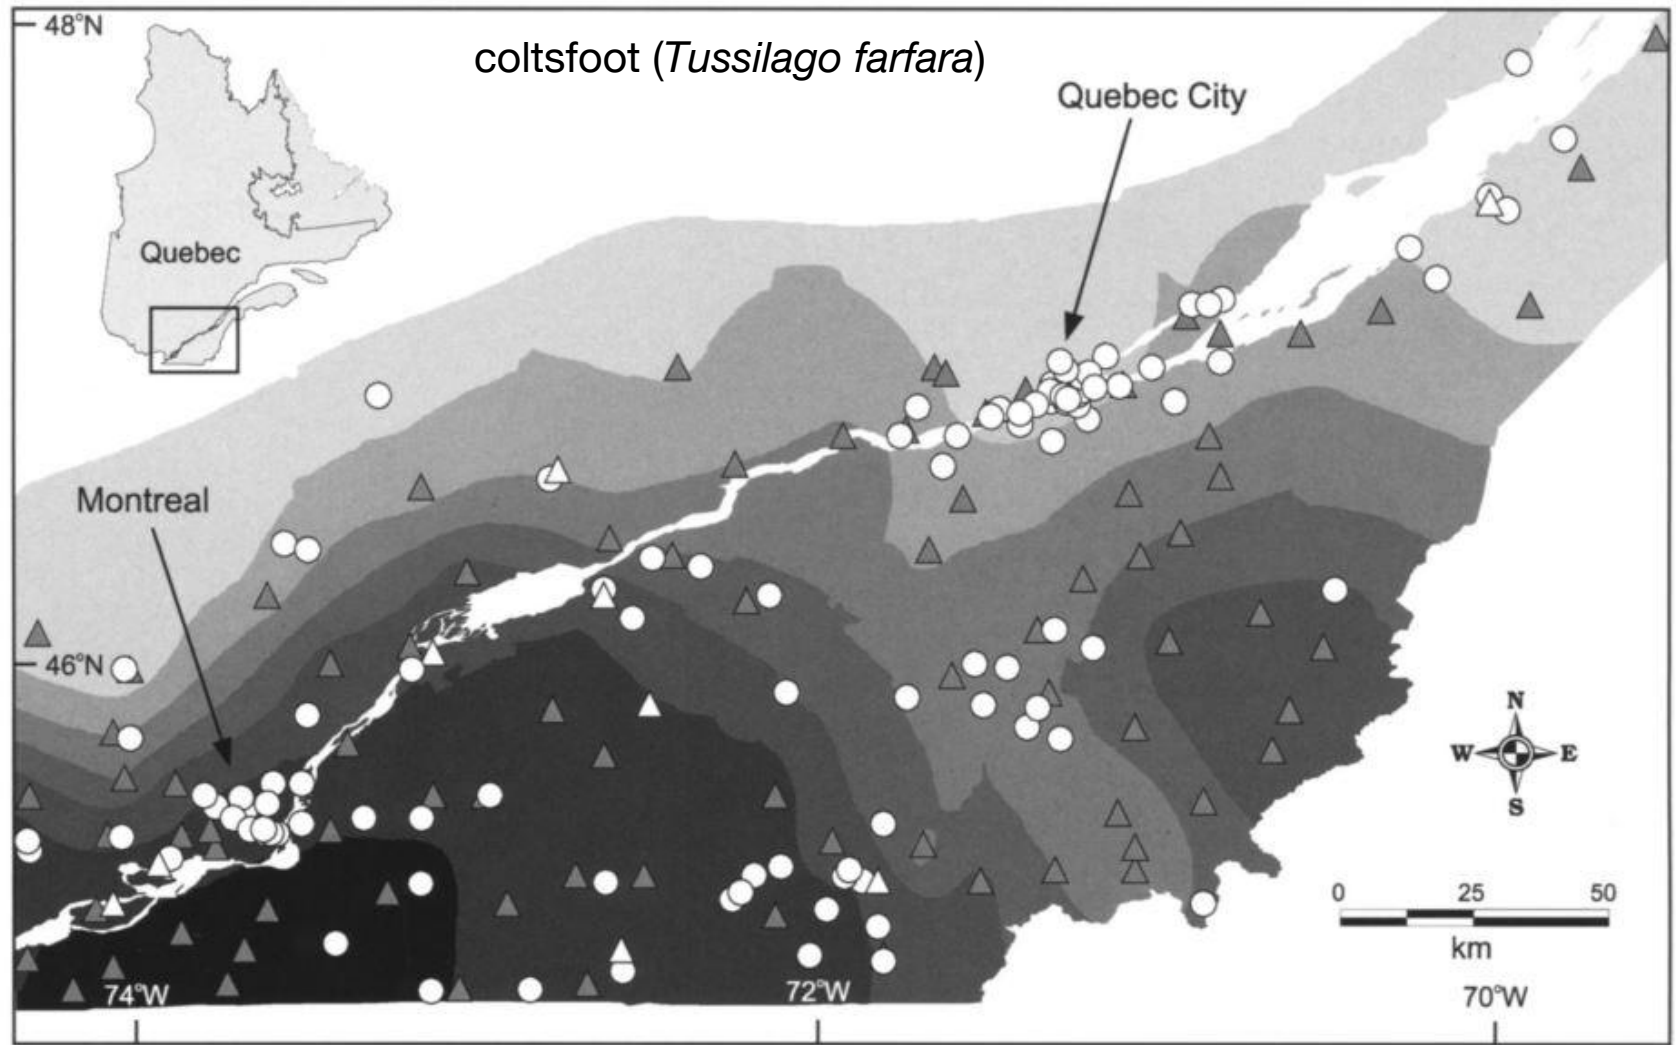 48°N
coltsfoot (Tussilago farfara)
Quebec City
Quebec
Montreal
46°N
N
W E
S
0 25 50
km
74°W
72°W
70°W